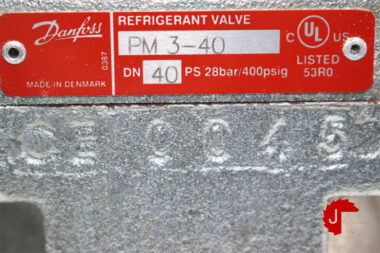 Danfoss
REFRIGERANT VALVE
PM 3-40
DN 40 PS 28bar/400psig
MADE IN DENMARK
0387
C UL US
LISTED
53R0
CE 0045
J